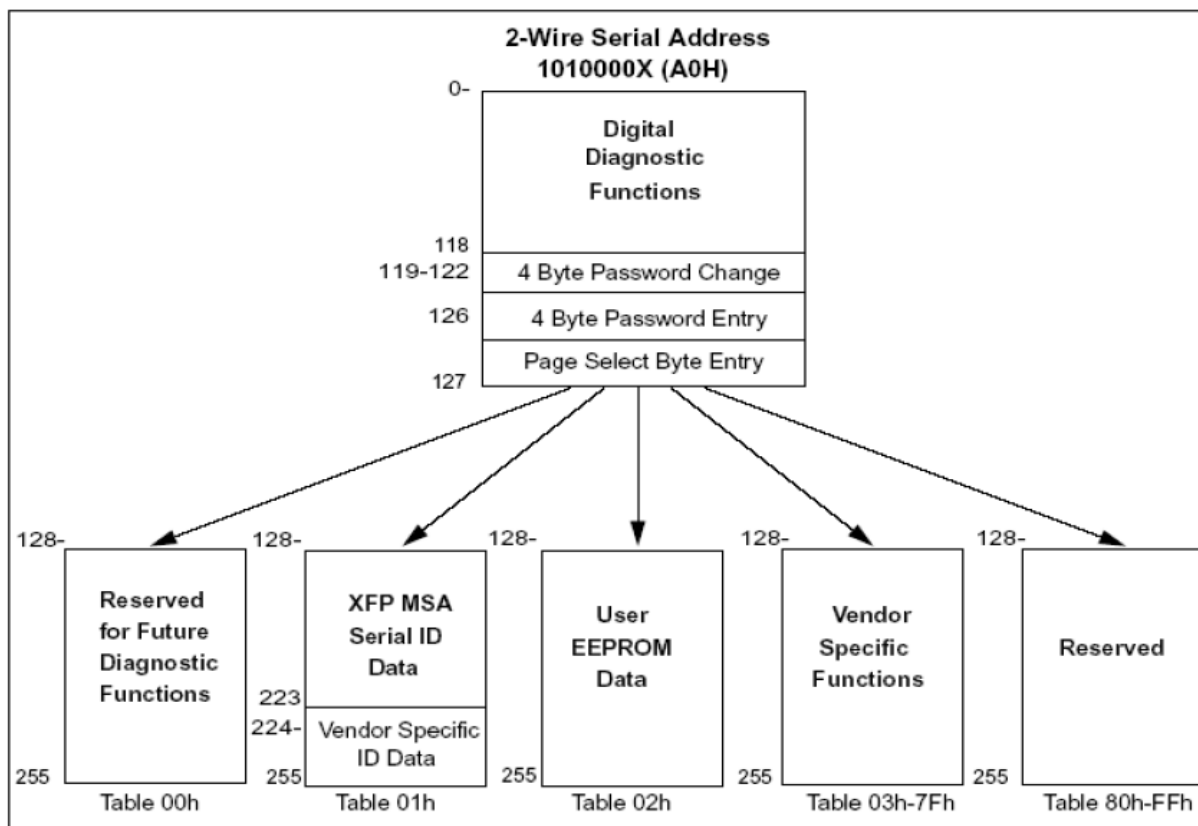 2-Wire Serial Address
1010000X (A0H)
0-
Digital
Diagnostic
Functions
118
119-122
4 Byte Password Change
126
4 Byte Password Entry
Page Select Byte Entry
127
128-
Reserved
for Future
Diagnostic
Functions
255
Table 00h
128-
XFP MSA
Serial ID
Data
223
224-
Vendor Specific
ID Data
255
Table 01h
128-
User
EEPROM
Data
255
Table 02h
128-
Vendor
Specific
Functions
255
Table 03h-7Fh
128-
Reserved
255
Table 80h-FFh